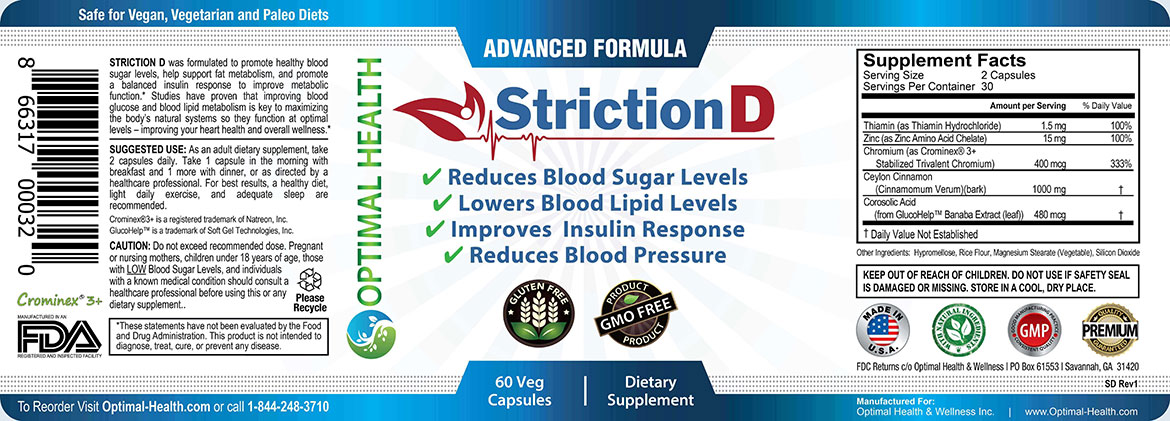 Safe for Vegan, Vegetarian and Paleo Diets
8 66317 00032 0
Crominex® 3+
MANUFACTURED IN AN
FDA
REGISTERED AND INSPECTED FACILITY
STRICTION D was formulated to promote healthy blood
sugar levels, help support fat metabolism, and promote
a balanced insulin response to improve metabolic
function.* Studies have proven that improving blood
glucose and blood lipid metabolism is key to maximizing
the body's natural systems so they function at optimal
levels – improving your heart health and overall wellness.*
SUGGESTED USE: As an adult dietary supplement, take
2 capsules daily. Take 1 capsule in the morning with
breakfast and 1 more with dinner, or as directed by a
healthcare professional. For best results, a healthy diet,
light daily exercise, and adequate sleep are
recommended.
Crominex®3+ is a registered trademark of Natreon, Inc.
GlucoHelp™ is a trademark of Soft Gel Technologies, Inc.
CAUTION: Do not exceed recommended dose. Pregnant
or nursing mothers, children under 18 years of age, those
with LOW Blood Sugar Levels, and individuals
with a known medical condition should consult a
healthcare professional before using this or any
dietary supplement..
Please
Recycle
*These statements have not been evaluated by the Food
and Drug Administration. This product is not intended to
diagnose, treat, cure, or prevent any disease.
To Reorder Visit Optimal-Health.com or call 1-844-248-3710
OPTIMAL HEALTH
ADVANCED FORMULA
Striction D
✔ Reduces Blood Sugar Levels
✔ Lowers Blood Lipid Levels
✔ Improves Insulin Response
✔ Reduces Blood Pressure
GLUTEN FREE
PRODUCT
GMO FREE
PRODUCT
60 Veg
Capsules
Dietary
Supplement
Supplement Facts
Serving Size 2 Capsules
Servings Per Container 30
Amount per Serving % Daily Value
Thiamin (as Thiamin Hydrochloride) 1.5 mg 100%
Zinc (as Zinc Amino Acid Chelate) 15 mg 100%
Chromium (as Crominex® 3+
Stabilized Trivalent Chromium) 400 mcg 333%
Ceylon Cinnamon
(Cinnamomum Verum)(bark) 1000 mg †
Corosolic Acid
(from GlucoHelp™ Banaba Extract (leaf)) 480 mcg †
† Daily Value Not Established
Other Ingredients: Hypromellose, Rice Flour, Magnesium Stearate (Vegetable), Silicon Dioxide
KEEP OUT OF REACH OF CHILDREN. DO NOT USE IF SAFETY SEAL
IS DAMAGED OR MISSING. STORE IN A COOL, DRY PLACE.
MADE IN
U.S.A.
WITH NATURAL INGREDIENTS
GOOD MANUFACTURING PRACTICE
GMP
CONSISTENT QUALITY
QUALITY
PREMIUM
GUARANTEED
FDC Returns c/o Optimal Health & Wellness I PO Box 61553 I Savannah, GA 31420
SD Rev1
Manufactured For:
Optimal Health & Wellness Inc. | www.Optimal-Health.com